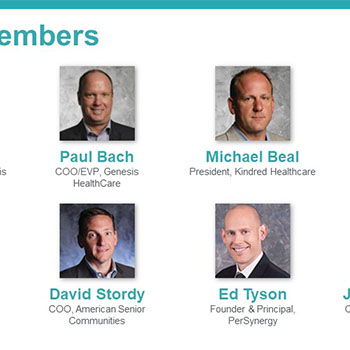 embers
Paul Bach
COO/EVP, Genesis
HealthCare
Michael Beal
President, Kindred Healthcare
is
David Stordy
COO, American Senior
Communities
Ed Tyson
Founder & Principal,
PerSynergy
J
C